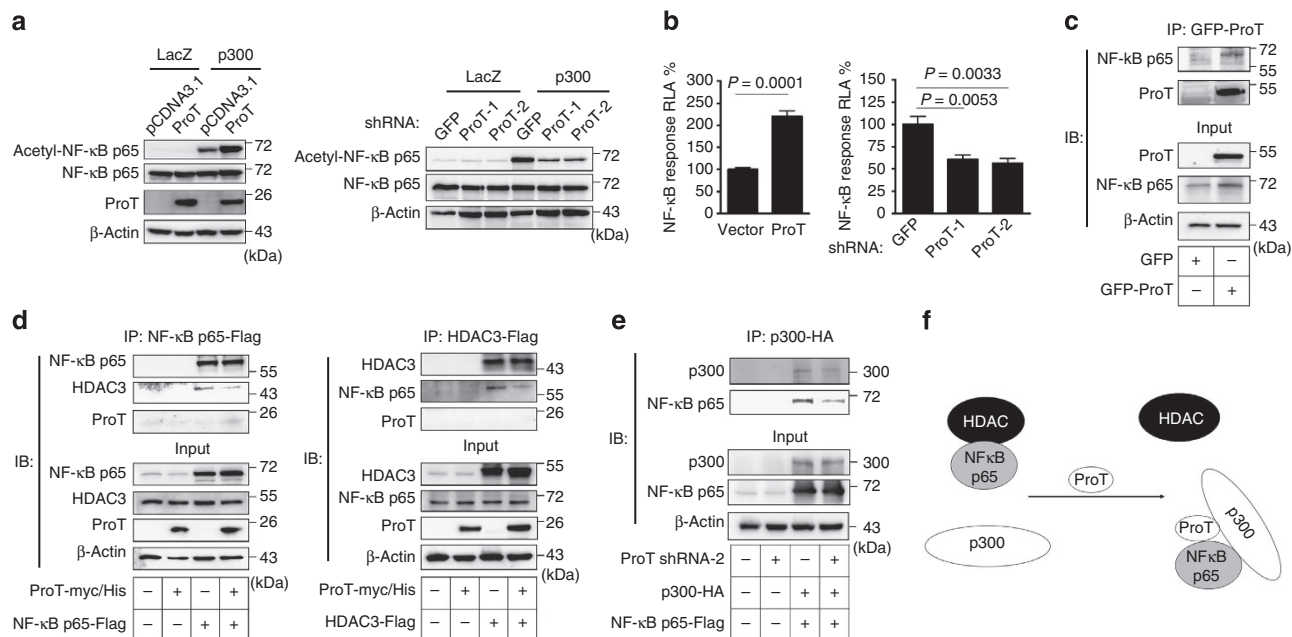 a
LacZ p300
pCDNA3.1 ProT pCDNA3.1 ProT
Acetyl-NF-κB p65 72
NF-κB p65 72
ProT 26
β-Actin 43
(kDa)
LacZ p300
shRNA: GFP ProT-1 ProT-2 GFP ProT-1 ProT-2
Acetyl-NF-κB p65 72
NF-κB p65 72
β-Actin 43
(kDa)
b
NF-κB response RLA %
300
250
200
150
100
50
0
P = 0.0001
Vector ProT
NF-κB response RLA %
150
125
100
75
50
25
0
P = 0.0033
P = 0.0053
shRNA: GFP ProT-1 ProT-2
c
IP: GFP-ProT
NF-kB p65 72
55
ProT 55
IB:
Input
ProT 55
NF-κB p65 72
β-Actin 43
(kDa)
GFP + –
GFP-ProT – +
d
IP: NF-κB p65-Flag
NF-κB p65 55
HDAC3 43
ProT 26
IB:
Input
NF-κB p65 72
HDAC3 55
ProT 26
β-Actin 43
(kDa)
ProT-myc/His – + – +
NF-κB p65-Flag – – + +
IP: HDAC3-Flag
HDAC3 43
NF-κB p65 55
ProT 26
IB:
Input
HDAC3 55
NF-κB p65 72
ProT 26
β-Actin 43
(kDa)
ProT-myc/His – + – +
HDAC3-Flag – – + +
e
IP: p300-HA
p300 300
NF-κB p65 72
IB:
Input
p300 300
NF-κB p65 72
β-Actin 43
(kDa)
ProT shRNA-2 – + – +
p300-HA – – + +
NF-κB p65-Flag – – + +
f
HDAC
NFκB
p65
p300
ProT
HDAC
ProT
p300
NFκB
p65